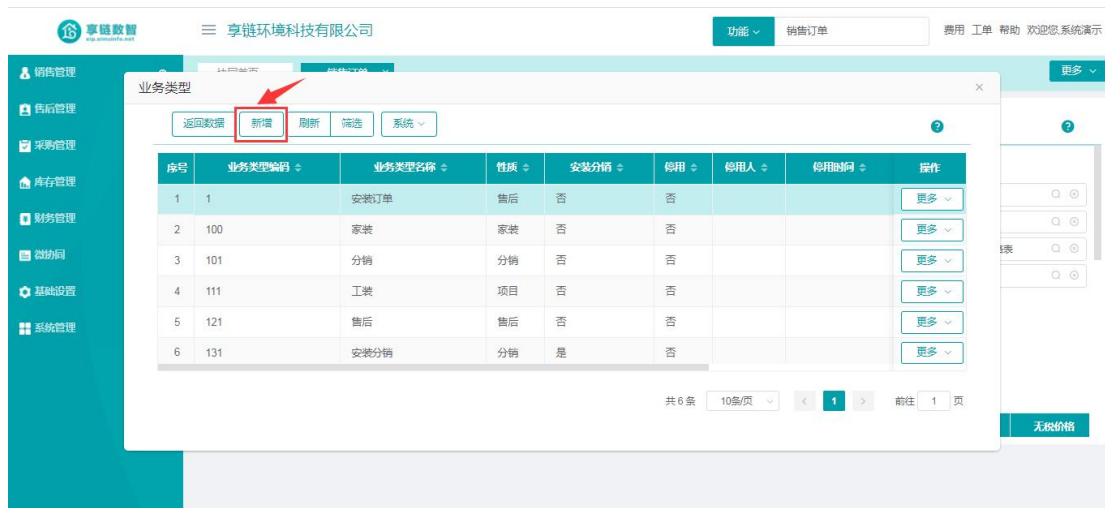 享链数智
sip.simuinfo.net
享链环境科技有限公司
功能
销售订单
费用 工单 帮助 欢迎您,系统演示
销售管理
售后管理
采购管理
库存管理
财务管理
微协同
基础设置
系统管理
更多
业务类型
返回数据 新增 刷新 筛选 系统
序号 业务类型编码 业务类型名称 性质 安装分销 停用 停用人 停用时间 操作
1 1 安装订单 售后 否 否 更多
2 100 家装 家装 否 否 更多
3 101 分销 分销 否 否 更多
4 111 工装 项目 否 否 更多
5 121 售后 售后 否 否 更多
6 131 安装分销 分销 是 否 更多
共 6 条 10条/页 1 前往 1 页
无税价格